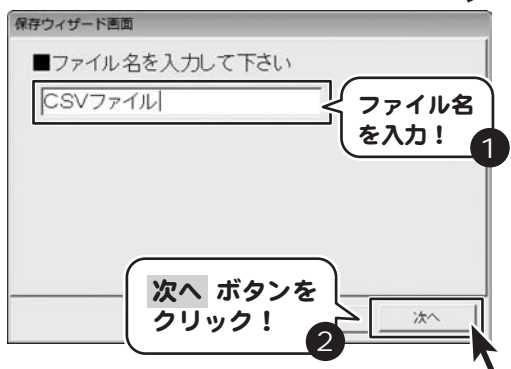 保存ウィザード画面
■ファイル名を入力して下さい
CSVファイル
ファイル名
を入力！
1
次へ ボタンを
クリック！
2
次へ